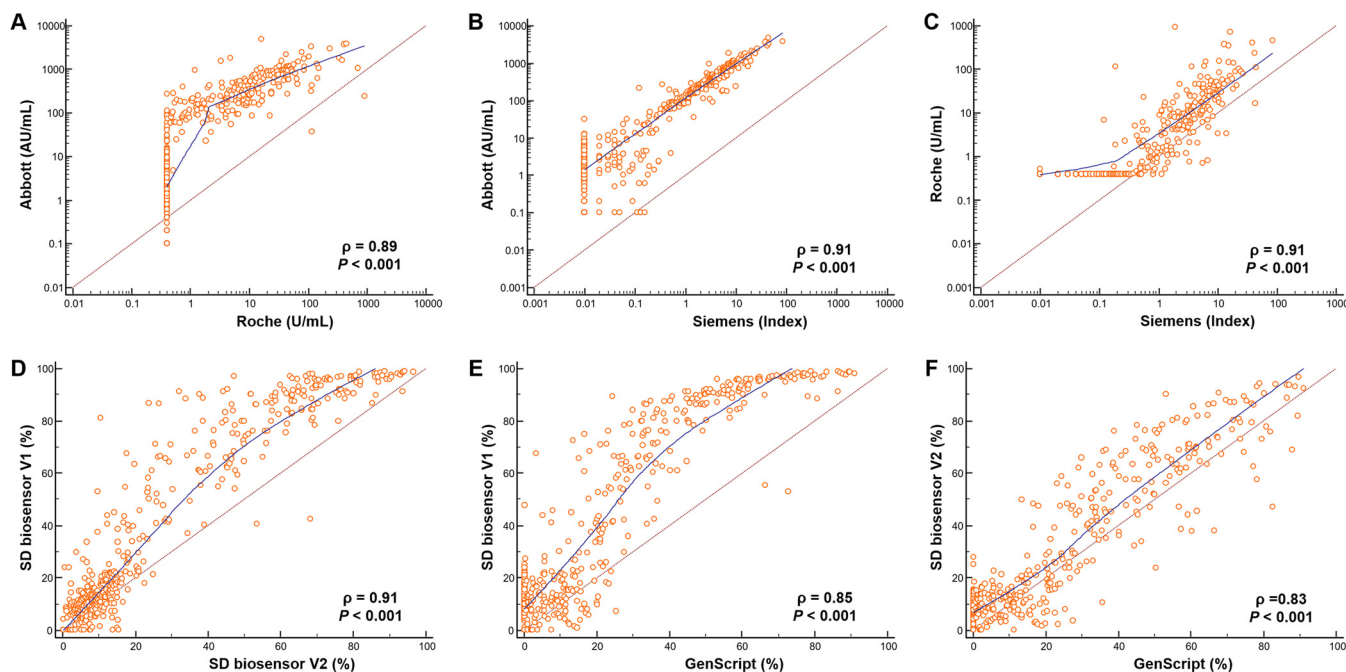 A
Abbott (AU/mL)
10000
1000
100
10
1
0.1
0.01
0.01 0.1 1 10 100 1000 10000
Roche (U/mL)
ρ = 0.89
P < 0.001
B
Abbott (AU/mL)
10000
1000
100
10
1
0.1
0.01
0.001
0.001 0.01 0.1 1 10 100 1000 10000
Siemens (Index)
ρ = 0.91
P < 0.001
C
Roche (U/mL)
1000
100
10
1
0.1
0.01
0.001
0.001 0.01 0.1 1 10 100 1000
Siemens (Index)
ρ = 0.91
P < 0.001
D
SD biosensor V1 (%)
100
80
60
40
20
0
0 20 40 60 80 100
SD biosensor V2 (%)
ρ = 0.91
P < 0.001
E
SD biosensor V1 (%)
100
80
60
40
20
0
0 20 40 60 80 100
GenScript (%)
ρ = 0.85
P < 0.001
F
SD biosensor V2 (%)
100
80
60
40
20
0
0 20 40 60 80 100
GenScript (%)
ρ =0.83
P < 0.001